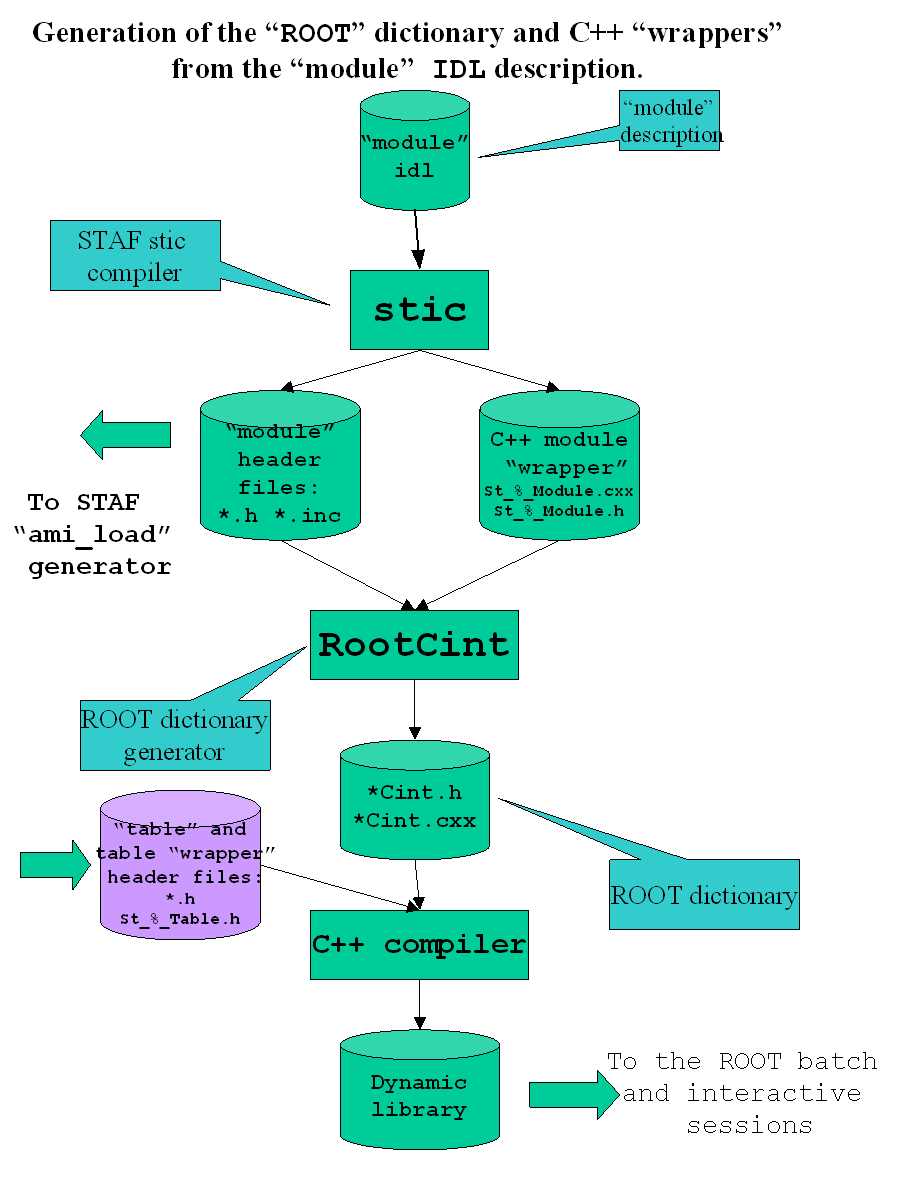 Generation of the “ROOT” dictionary and C++ “wrappers”
from the “module” IDL description.
“module”
description
“module”
idl
STAF stic
compiler
stic
“module”
header
files:
*.h *.inc
C++ module
“wrapper”
St_%_Module.cxx
St_%_Module.h
To STAF
“ami_load”
generator
RootCint
ROOT dictionary
generator
*Cint.h
*Cint.cxx
“table” and
table “wrapper”
header files:
*.h
St_%_Table.h
ROOT dictionary
C++ compiler
Dynamic
library
To the ROOT batch
and interactive
sessions